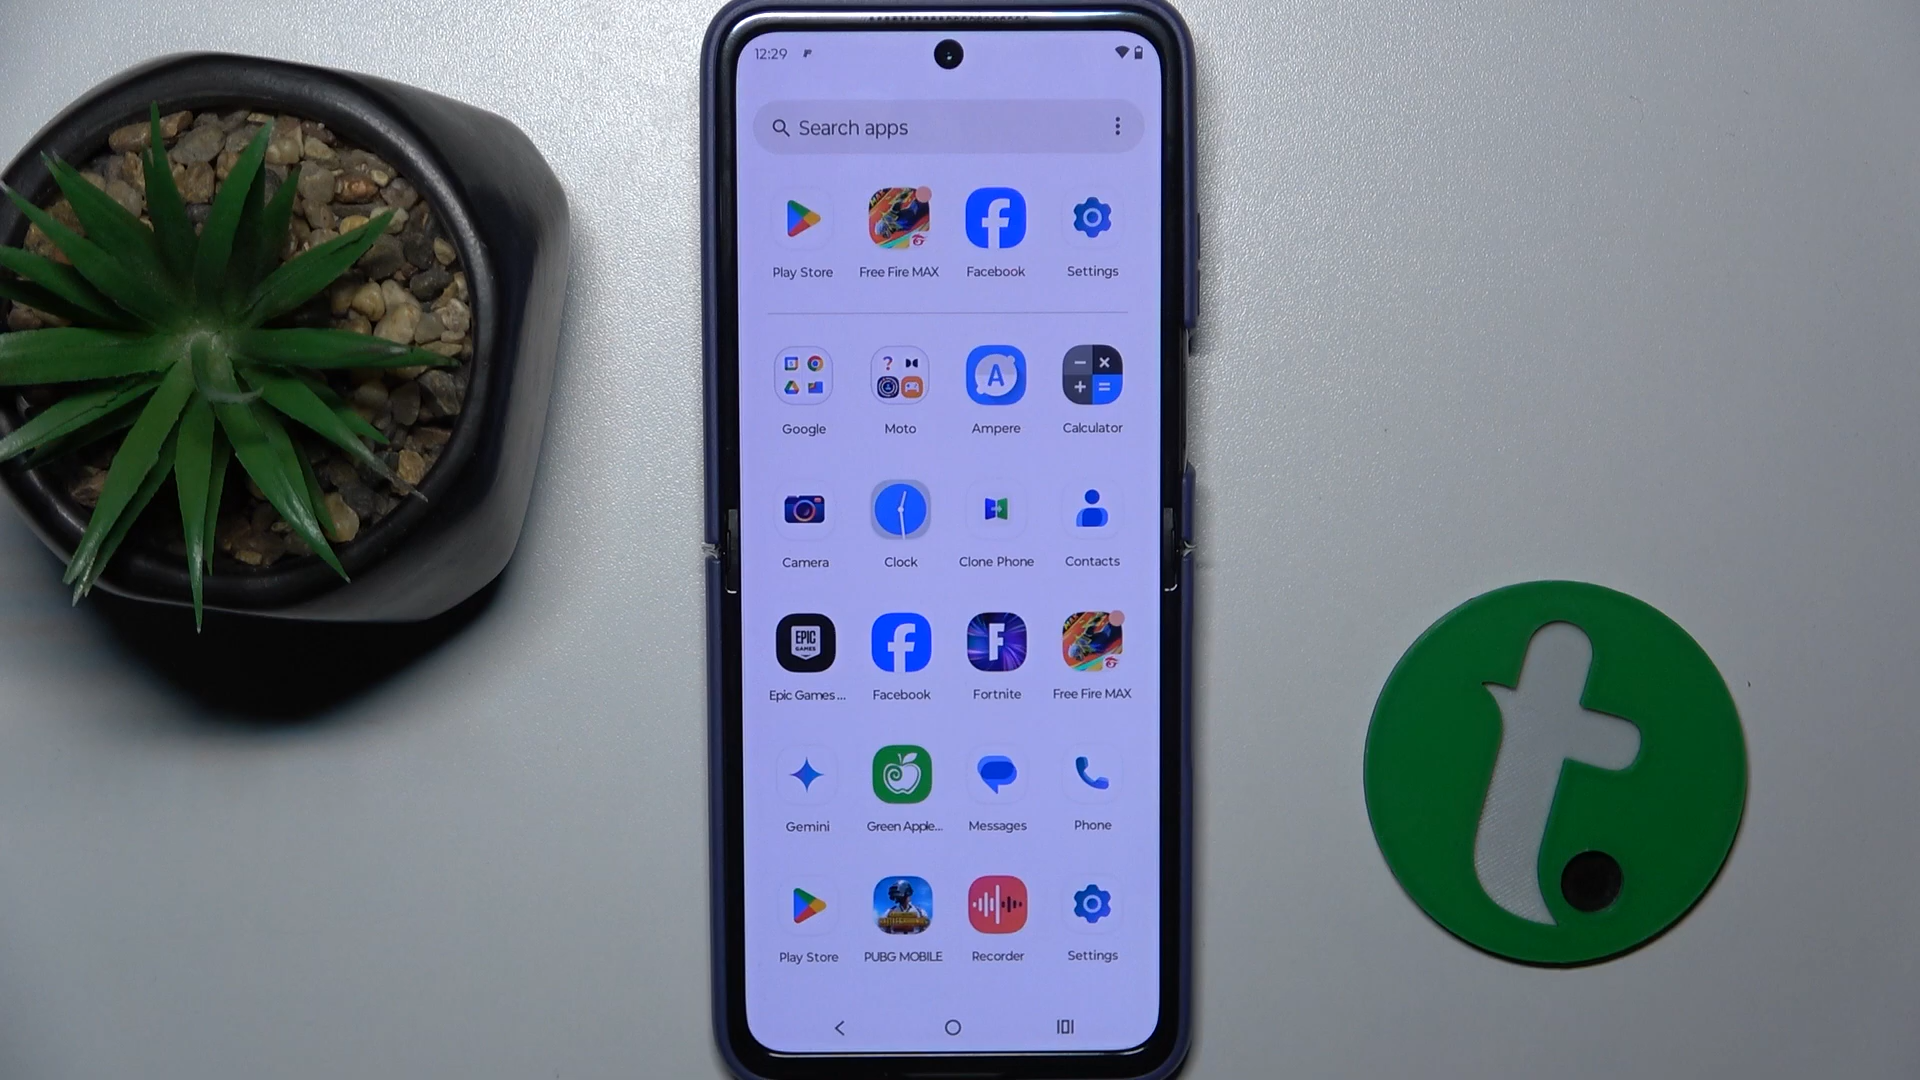 12:29
Search apps
Play Store Free Fire MAX Facebook Settings
Google Moto Ampere Calculator
Camera Clock Clone Phone Contacts
EPIC
GAMES
Epic Games... Facebook Fortnite Free Fire MAX
Gemini Green Apple... Messages Phone
Play Store PUBG MOBILE Recorder Settings
t